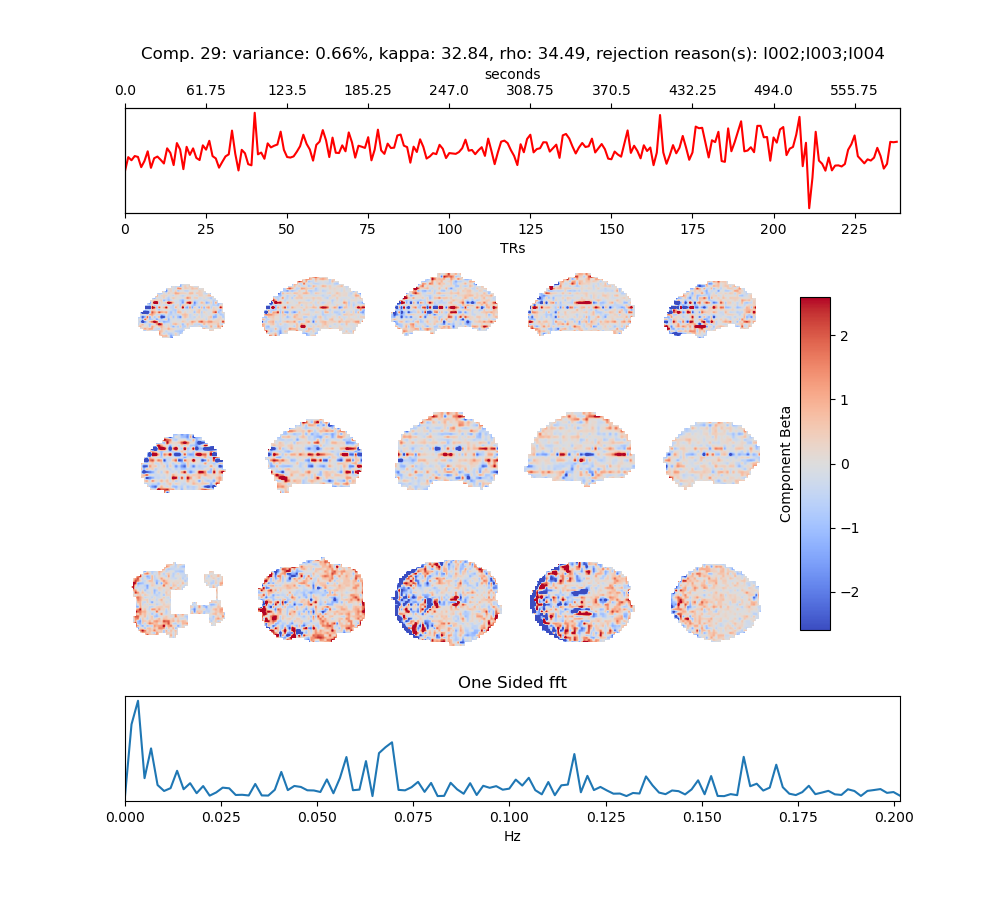 Comp. 29: variance: 0.66%, kappa: 32.84, rho: 34.49, rejection reason(s): I002;I003;I004
seconds
0.0 61.75 123.5 185.25 247.0 308.75 370.5 432.25 494.0 555.75
0 25 50 75 100 125 150 175 200 225
TRs
2
1
0
−1
−2
Component Beta
One Sided fft
0.000 0.025 0.050 0.075 0.100 0.125 0.150 0.175 0.200
Hz